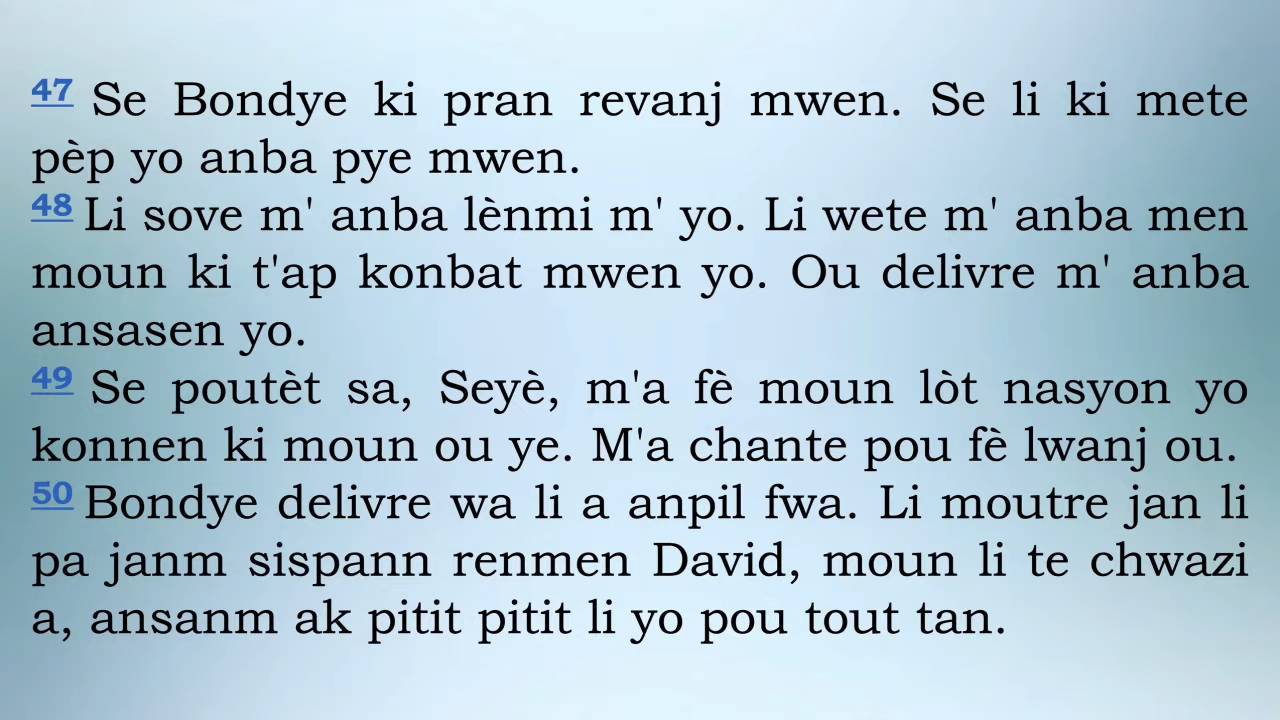 47 Se Bondye ki pran revanj mwen. Se li ki mete
pèp yo anba pye mwen.
48 Li sove m' anba lènmi m' yo. Li wete m' anba men
moun ki t'ap konbat mwen yo. Ou delivre m' anba
ansasen yo.
49 Se poutèt sa, Seyè, m'a fè moun lòt nasyon yo
konnen ki moun ou ye. M'a chante pou fè lwanj ou.
50 Bondye delivre wa li a anpil fwa. Li moutre jan li
pa janm sispann renmen David, moun li te chwazi
a, ansanm ak pitit pitit li yo pou tout tan.